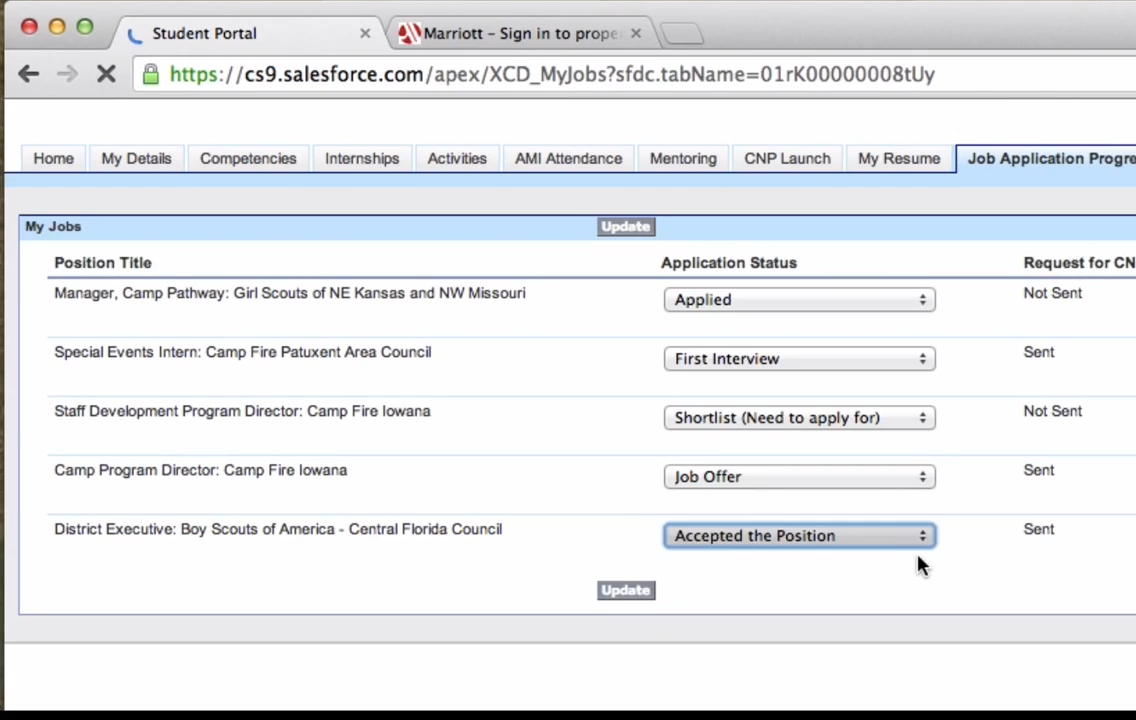 Student Portal
Marriott - Sign in to prope
https://cs9.salesforce.com/apex/XCD_MyJobs?sfdc.tabName=01rK00000008tUy
Home My Details Competencies Internships Activities AMI Attendance Mentoring CNP Launch My Resume Job Application Progre
My Jobs Update
Position Title Application Status Request for CN
Manager, Camp Pathway: Girl Scouts of NE Kansas and NW Missouri Applied Not Sent
Special Events Intern: Camp Fire Patuxent Area Council First Interview Sent
Staff Development Program Director: Camp Fire Iowana Shortlist (Need to apply for) Not Sent
Camp Program Director: Camp Fire Iowana Job Offer Sent
District Executive: Boy Scouts of America - Central Florida Council Accepted the Position Sent
Update